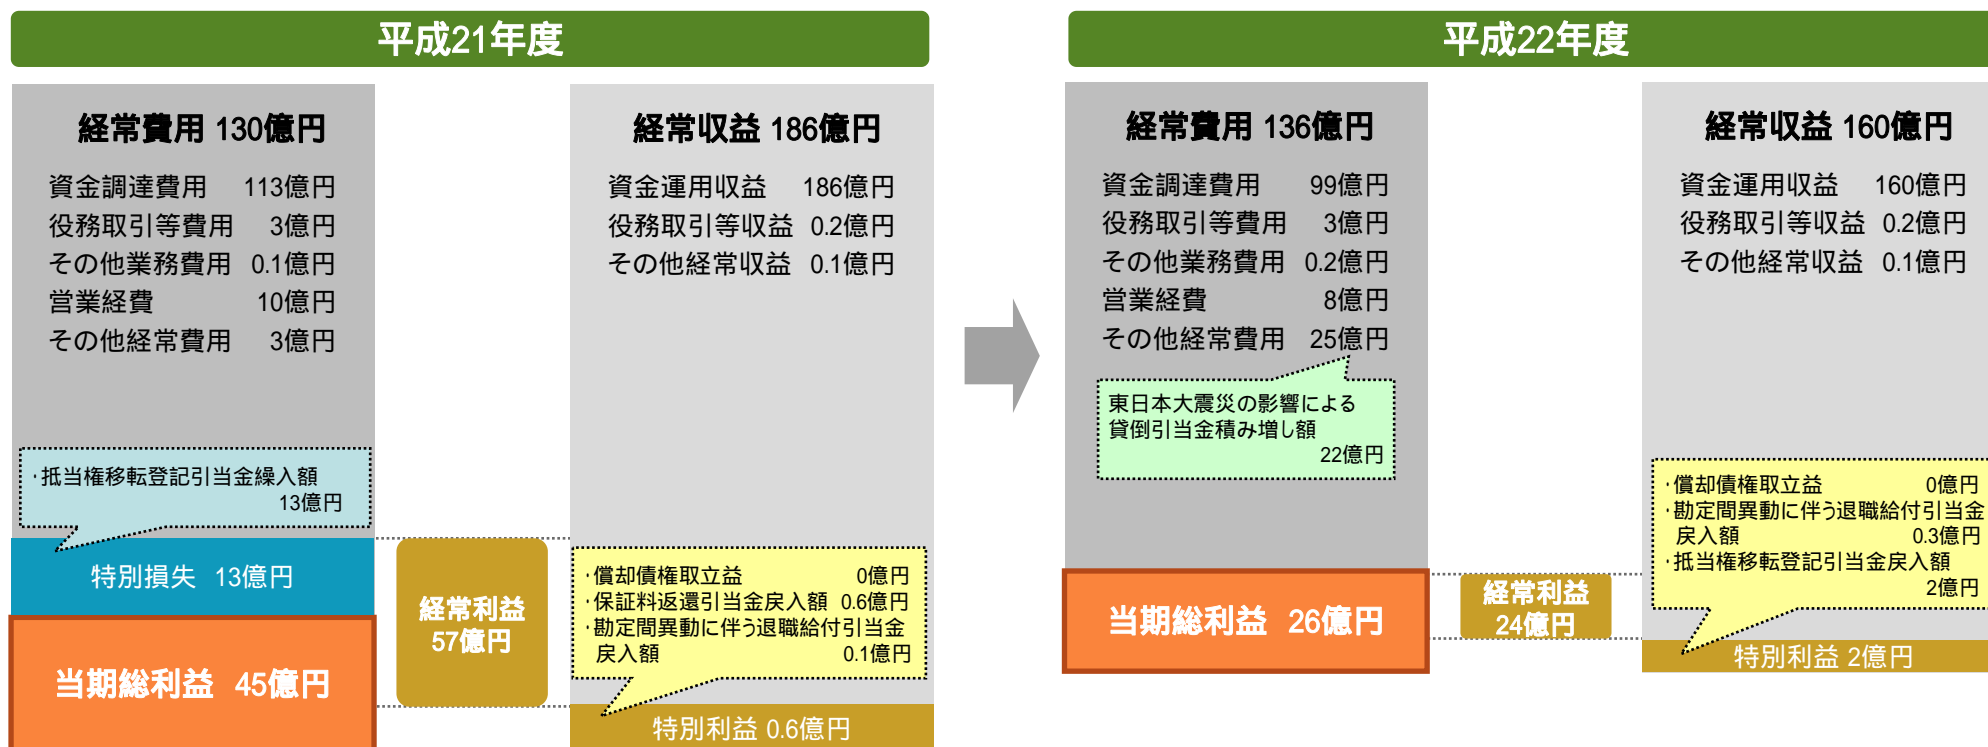 平成21年度
経常費用 130億円
資金調達費用 113億円
役務取引等費用 3億円
その他業務費用 0.1億円
営業経費 10億円
その他経常費用 3億円
・抵当権移転登記引当金繰入額
13億円
特別損失 13億円
当期総利益 45億円
経常利益
57億円
経常収益 186億円
資金運用収益 186億円
役務取引等収益 0.2億円
その他経常収益 0.1億円
・償却債権取立益 0億円
・保証料返還引当金戻入額 0.6億円
・勘定間異動に伴う退職給付引当金
戻入額 0.1億円
特別利益 0.6億円
平成22年度
経常費用 136億円
資金調達費用 99億円
役務取引等費用 3億円
その他業務費用 0.2億円
営業経費 8億円
その他経常費用 25億円
東日本大震災の影響による
貸倒引当金積み増し額
22億円
当期総利益 26億円
経常利益
24億円
経常収益 160億円
資金運用収益 160億円
役務取引等収益 0.2億円
その他経常収益 0.1億円
・償却債権取立益 0億円
・勘定間異動に伴う退職給付引当金
戻入額 0.3億円
・抵当権移転登記引当金戻入額
2億円
特別利益 2億円